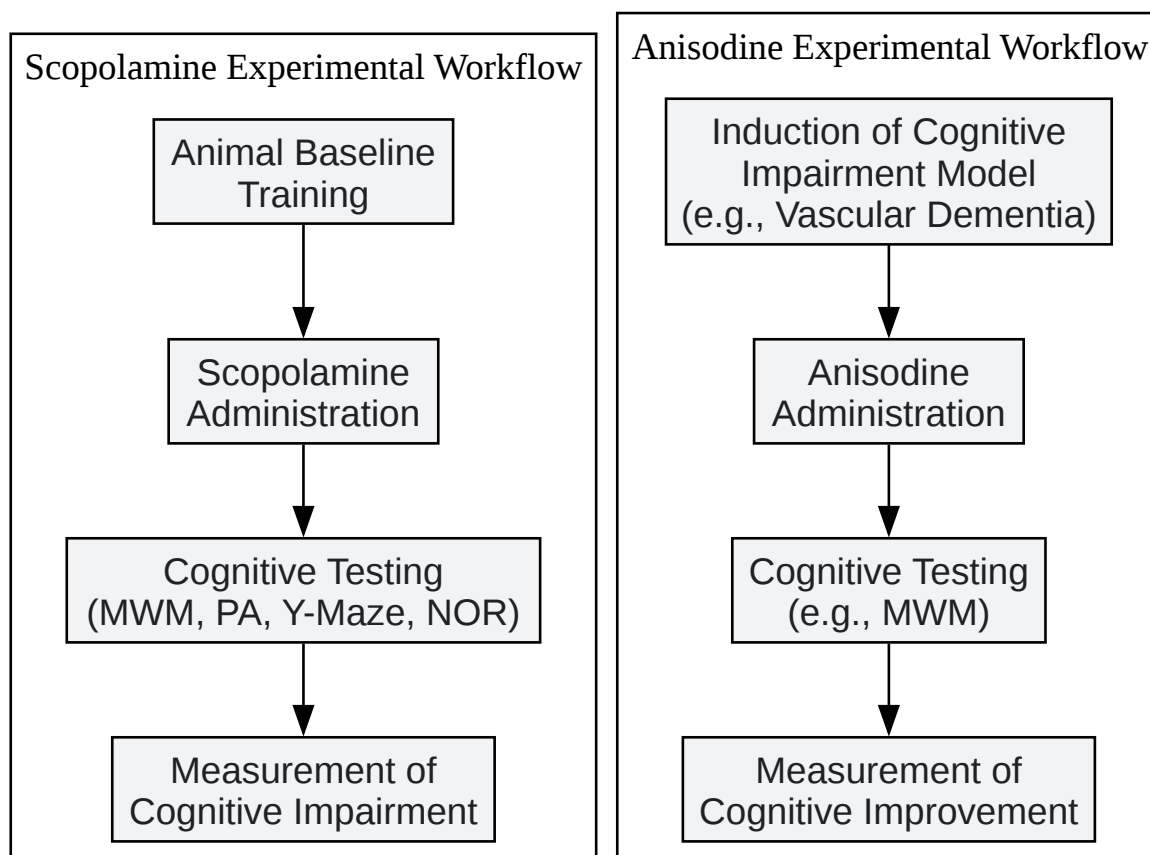 Scopolamine Experimental Workflow
Animal Baseline
Training
Scopolamine
Administration
Cognitive Testing
(MWM, PA, Y-Maze, NOR)
Measurement of
Cognitive Impairment
Anisodine Experimental Workflow
Induction of Cognitive
Impairment Model
(e.g., Vascular Dementia)
Anisodine
Administration
Cognitive Testing
(e.g., MWM)
Measurement of
Cognitive Improvement